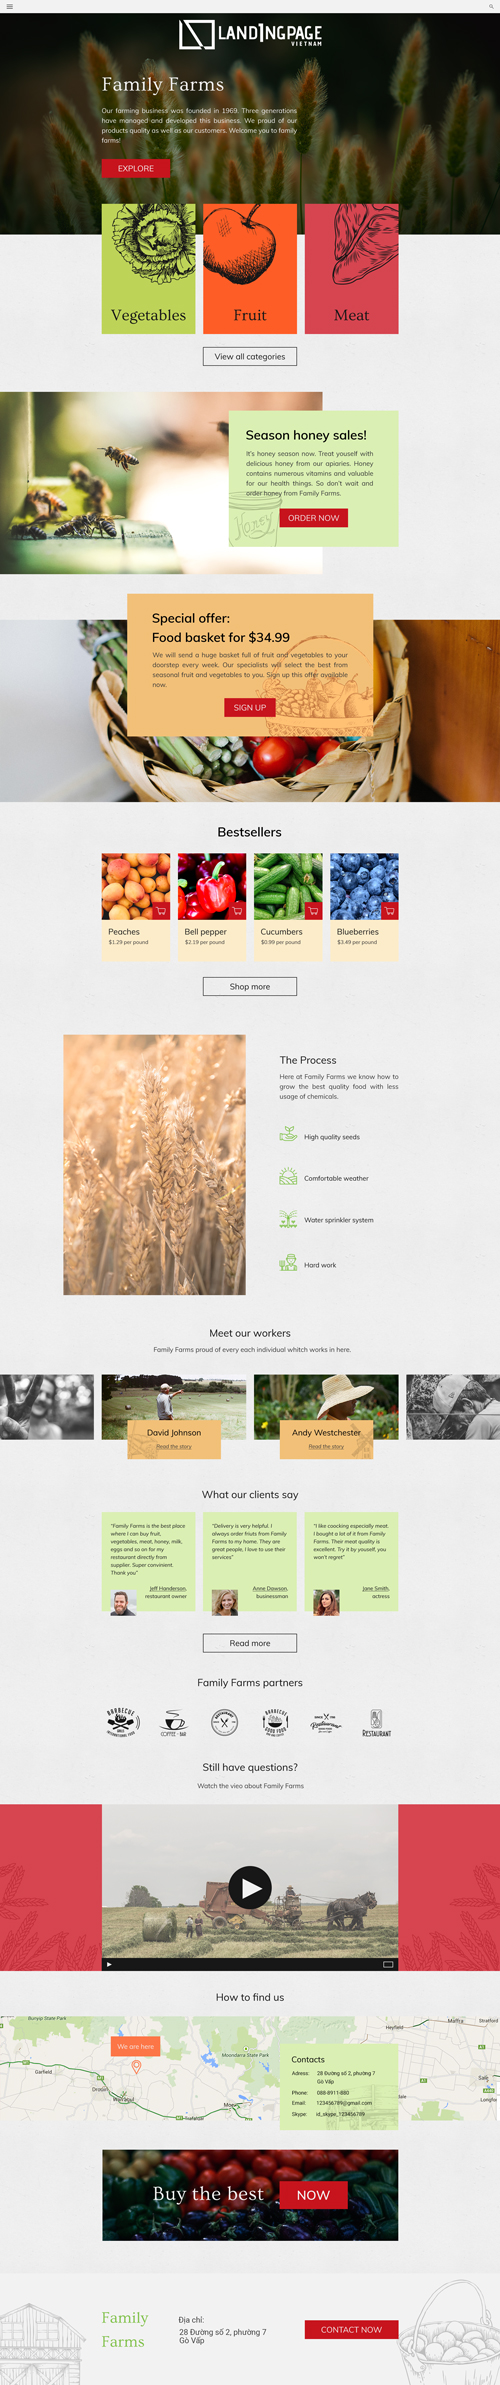 LANDINGPAGE
VIETNAM
Family Farms
Our farming business was founded in 1969. Three generations
have managed and developed this business. We proud of our
products quality as well as our customers. Welcome you to family
farms!
EXPLORE
Vegetables
Fruit
Meat
View all categories
Season honey sales!
It's honey season now. Treat youself with
delicious honey from our apiaries. Honey
contains numerous vitamins and valuable
for our health things. So don't wait and
order honey from Family Farms.
Honey
ORDER NOW
Special offer:
Food basket for $34.99
We will send a huge basket full of fruit and vegetables to your
doorstep every week. Our specialists will select the best from
seasonal fruit and vegetables to you. Sign up this offer available
now.
SIGN UP
Bestsellers
Peaches
$1.29 per pound
Bell pepper
$2.19 per pound
Cucumbers
$0.99 per pound
Blueberries
$3.49 per pound
Shop more
The Process
Here at Family Farms we know how to
grow the best quality food with less
usage of chemicals.
High quality seeds
Comfortable weather
Water sprinkler system
Hard work
Meet our workers
Family Farms proud of every each individual whitch works in here.
David Johnson
Read the story
Andy Westchester
Read the story
What our clients say
"Family Farms is the best place
where I can buy fruit,
vegetables, meat, honey, milk,
eggs and so on for my
restaurant directly from
supplier. Super convinient.
Thank you"
Jeff Handerson,
restaurant owner
"Delivery is very helpful. I
always order fruits from Family
Farms to my home. They are
great people, I love to use their
services"
Anne Dawson,
businessman
"I like coocking especially meat.
I bought a lot of it from Family
Farms. Their meat quality is
excellent. Try it by youself, you
won't regret"
Jane Smith,
actress
Read more
Family Farms partners
BARBECUE
COFFEE - BAR
BARBECUE
Restaurant
RESTAURANT
Still have questions?
Watch the vieo about Family Farms
How to find us
Bunyip State Park
Moondarra State Park
Heyfield
Maffra
Stratford
Garfield
Drouin
Warragul
Moe
Trafalgar
Sale
Longford
We are here
Contacts
Adress: 28 Đường số 2, phường 7
Gò Vấp
Phone: 088-8911-880
Email: 123456789@gmail.com
Skype: id_skype_123456789
Buy the best
NOW
Family
Farms
Địa chỉ:
28 Đường số 2, phường 7
Gò Vấp
CONTACT NOW